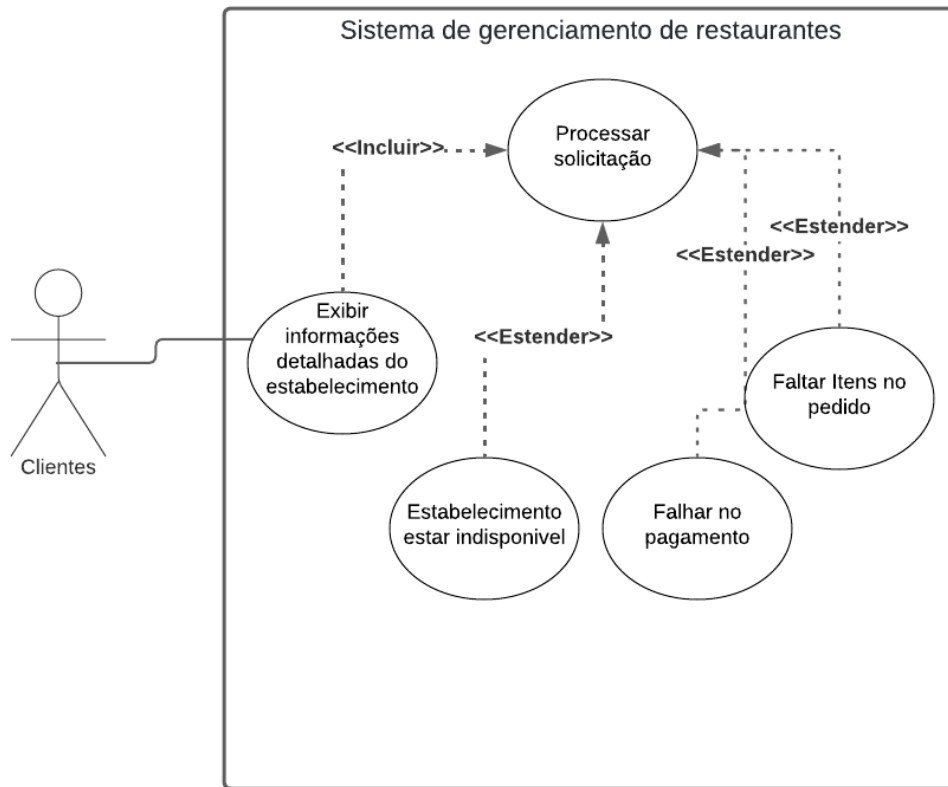 Sistema de gerenciamento de restaurantes
Processar
solicitação
<<Incluir>>
<<Estender>>
<<Estender>>
<<Estender>>
Exibir
informações
detalhadas do
estabelecimento
Faltar Itens no
pedido
Clientes
Estabelecimento
estar indisponivel
Falhar no
pagamento